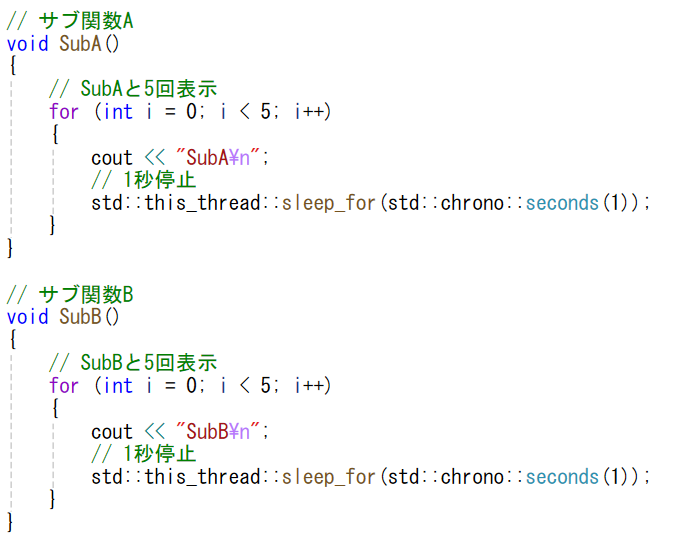 // サブ関数A
void SubA()
{
    // SubAと5回表示
    for (int i = 0; i < 5; i++)
    {
        cout << "SubA¥n";
        // 1秒停止
        std::this_thread::sleep_for(std::chrono::seconds(1));
    }
}

// サブ関数B
void SubB()
{
    // SubBと5回表示
    for (int i = 0; i < 5; i++)
    {
        cout << "SubB¥n";
        // 1秒停止
        std::this_thread::sleep_for(std::chrono::seconds(1));
    }
}